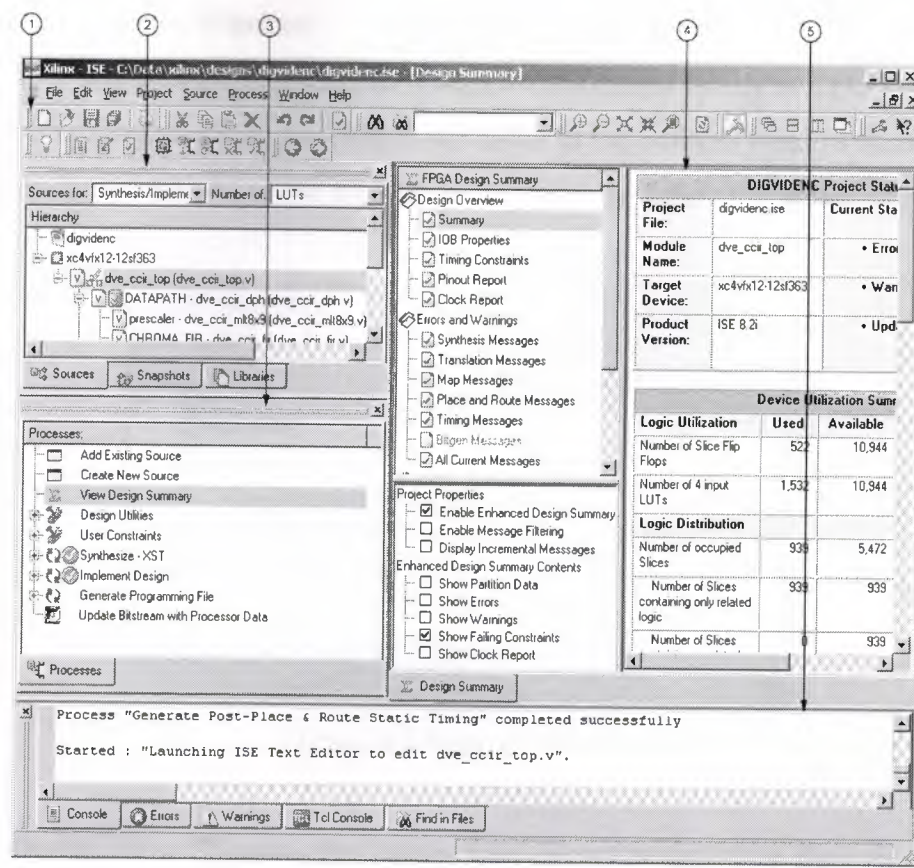 1 2 3 4 5
Xilinx - ISE - C:\Data\xilinx\designs\digvidenc\digvidenc.ise - [Design Summary]
File Edit View Project Source Process Window Help
Sources for: Synthesis/Impleme Number of LUTs
Hierarchy
digvidenc
xc4vfx12-12sf363
dve_ccir_top (dve_ccir_top.v)
DATAPATH - dve_ccir_dph (dve_ccir_dph.v)
prescaler - dve_ccir_mlt8x9 (dve_ccir_mlt8x9.v)
CHROMA_FIR - dve_ccir_fir (dve_ccir_fir.v)
Sources Snapshots Libraries
Processes:
Add Existing Source
Create New Source
View Design Summary
Design Utilities
User Constraints
Synthesize - XST
Implement Design
Generate Programming File
Update Bitstream with Processor Data
Processes
FPGA Design Summary
Design Overview
Summary
IOB Properties
Timing Constraints
Pinout Report
Clock Report
Errors and Warnings
Synthesis Messages
Translation Messages
Map Messages
Place and Route Messages
Timing Messages
Bitgen Messages
All Current Messages
Project Properties
Enable Enhanced Design Summary
Enable Message Filtering
Display Incremental Messsages
Enhanced Design Summary Contents
Show Partition Data
Show Errors
Show Warnings
Show Failing Constraints
Show Clock Report
Design Summary
DIGVIDENC Project Statu
Project File: digvidenc.ise Current Sta
Module Name: dve_ccir_top • Erro
Target Device: xc4vfx12-12sf363 • Wan
Product Version: ISE 8.2i • Upda
Device Utilization Summ
Logic Utilization Used Available
Number of Slice Flip Flops 522 10,944
Number of 4 input LUTs 1,532 10,944
Logic Distribution
Number of occupied Slices 939 5,472
Number of Slices containing only related logic 939 939
Number of Slices 0 939
Process "Generate Post-Place & Route Static Timing" completed successfully
Started : "Launching ISE Text Editor to edit dve_ccir_top.v".
Console Errors Warnings Tcl Console Find in Files